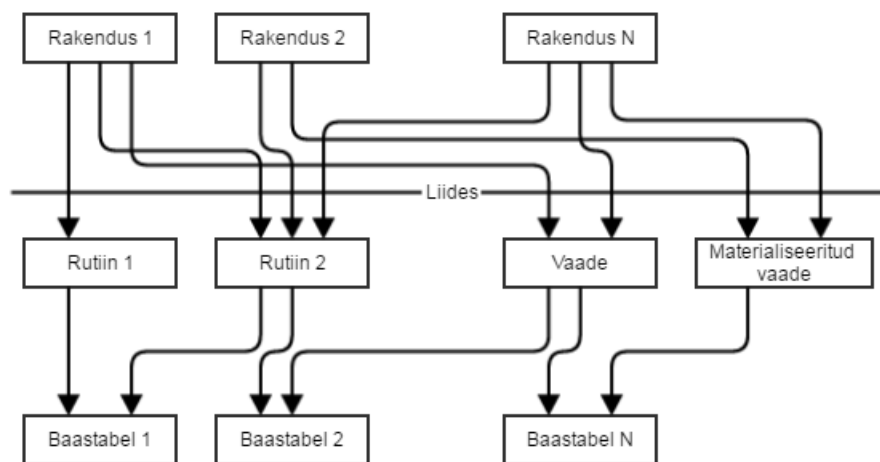 Rakendus 1
Rakendus 2
Rakendus N
Liides
Rutiin 1
Rutiin 2
Vaade
Materialiseeritud
vaade
Baastabel 1
Baastabel 2
Baastabel N